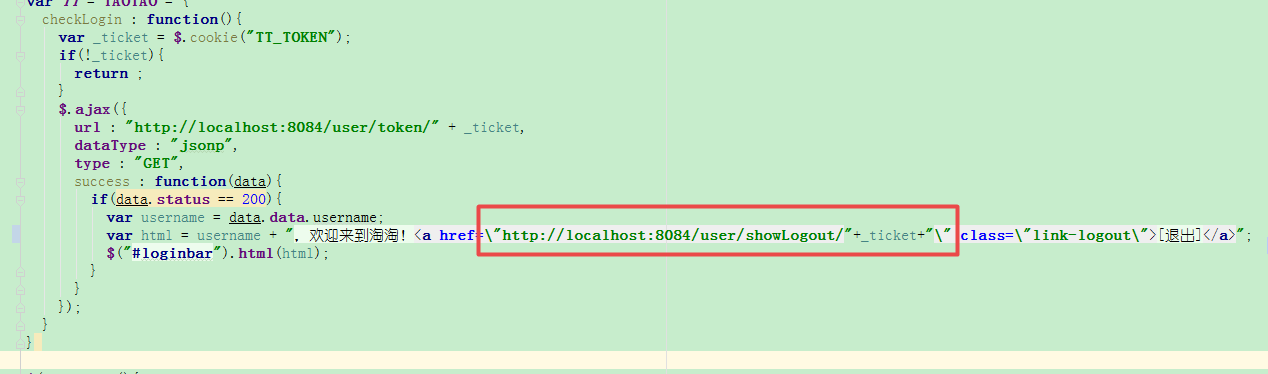 var TT = TAOTAO = {
checkLogin : function(){
var _ticket = $.cookie("TT_TOKEN");
if(!_ticket){
return ;
}
$.ajax({
url : "http://localhost:8084/user/token/" + _ticket,
dataType : "jsonp",
type : "GET",
success : function(data){
if(data.status == 200){
var username = data.data.username;
var html = username + ", 欢迎来到淘淘!<a href=\"http://localhost:8084/user/showLogout/"+_ticket+"\" class=\"link-logout\">[退出]</a>";
$("#loginbar").html(html);
}
}
});
}
}